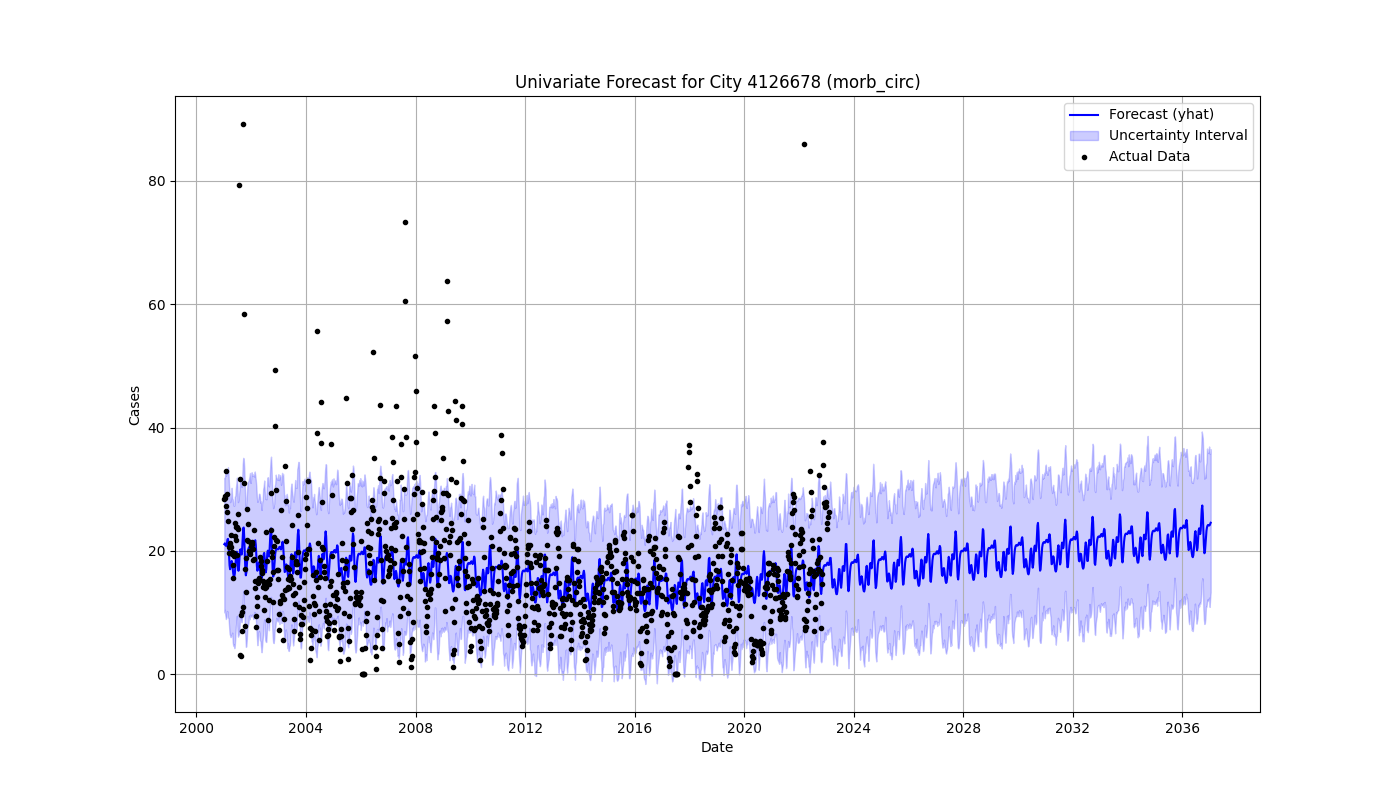 Univariate Forecast for City 4126678 (morb_circ)
Forecast (yhat)
Uncertainty Interval
Actual Data
Cases
80
60
40
20
0
2000 2004 2008 2012 2016 2020 2024 2028 2032 2036
Date